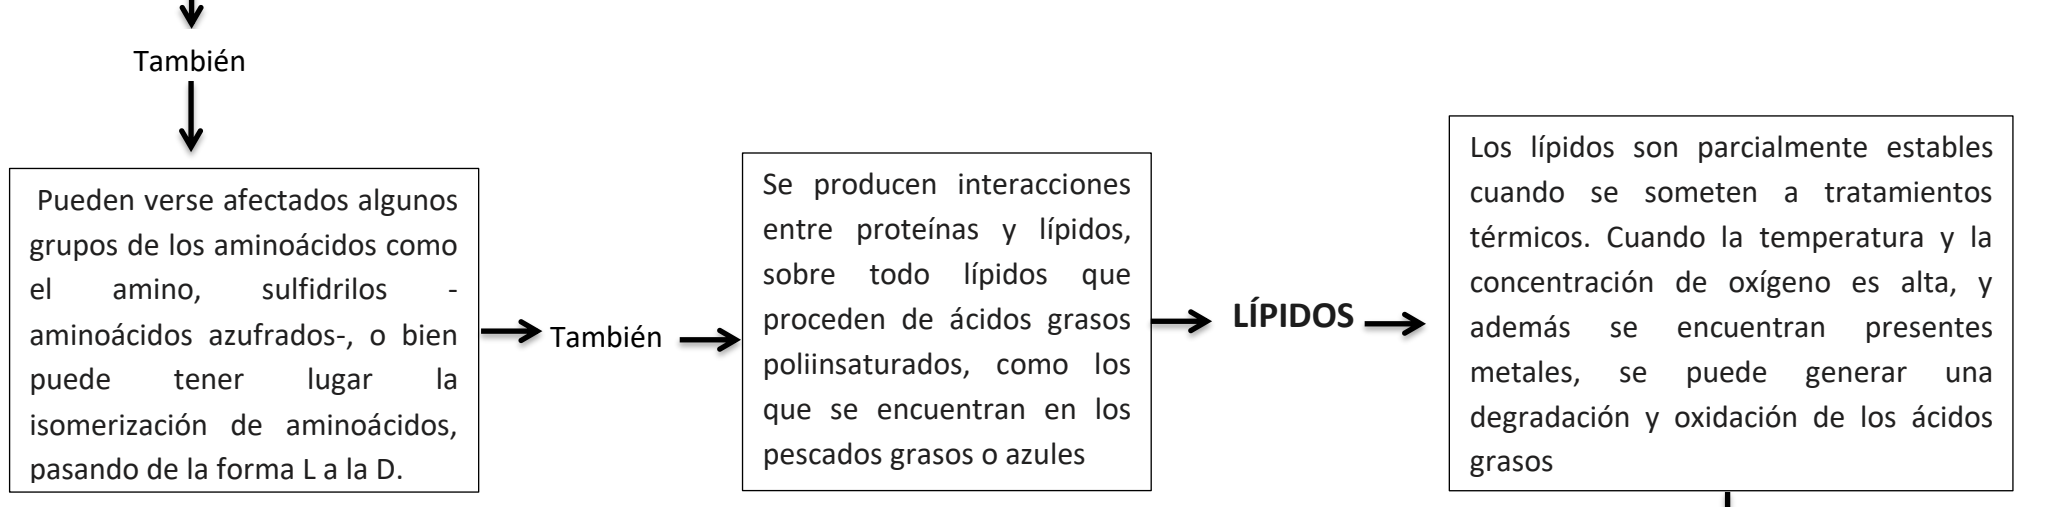 También
Pueden verse afectados algunos
grupos de los aminoácidos como
el amino, sulfidrilos -
aminoácidos azufrados-, o bien
puede tener lugar la
isomerización de aminoácidos,
pasando de la forma L a la D.
También
Se producen interacciones
entre proteínas y lípidos,
sobre todo lípidos que
proceden de ácidos grasos
poliinsaturados, como los
que se encuentran en los
pescados grasos o azules
LÍPIDOS
Los lípidos son parcialmente estables
cuando se someten a tratamientos
térmicos. Cuando la temperatura y la
concentración de oxígeno es alta, y
además se encuentran presentes
metales, se puede generar una
degradación y oxidación de los ácidos
grasos